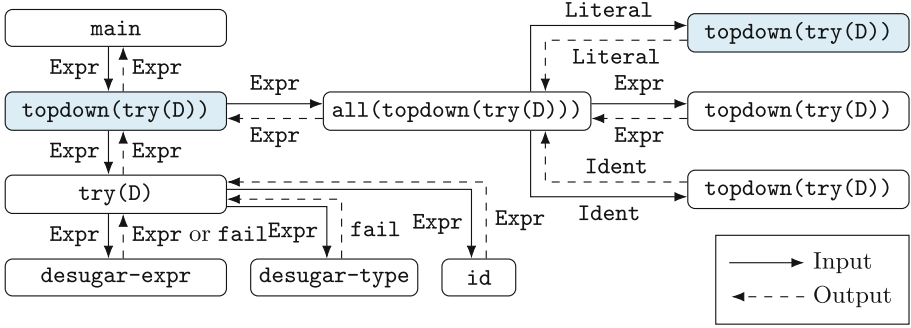 main
Expr
Expr
topdown(try(D))
Expr
Expr
try(D)
Expr
Expr or fail
desugar-expr
Expr
fail
desugar-type
Expr
Expr
id
Expr
Expr
all(topdown(try(D)))
Literal
Literal
topdown(try(D))
Expr
Expr
topdown(try(D))
Ident
Ident
topdown(try(D))
Input
Output